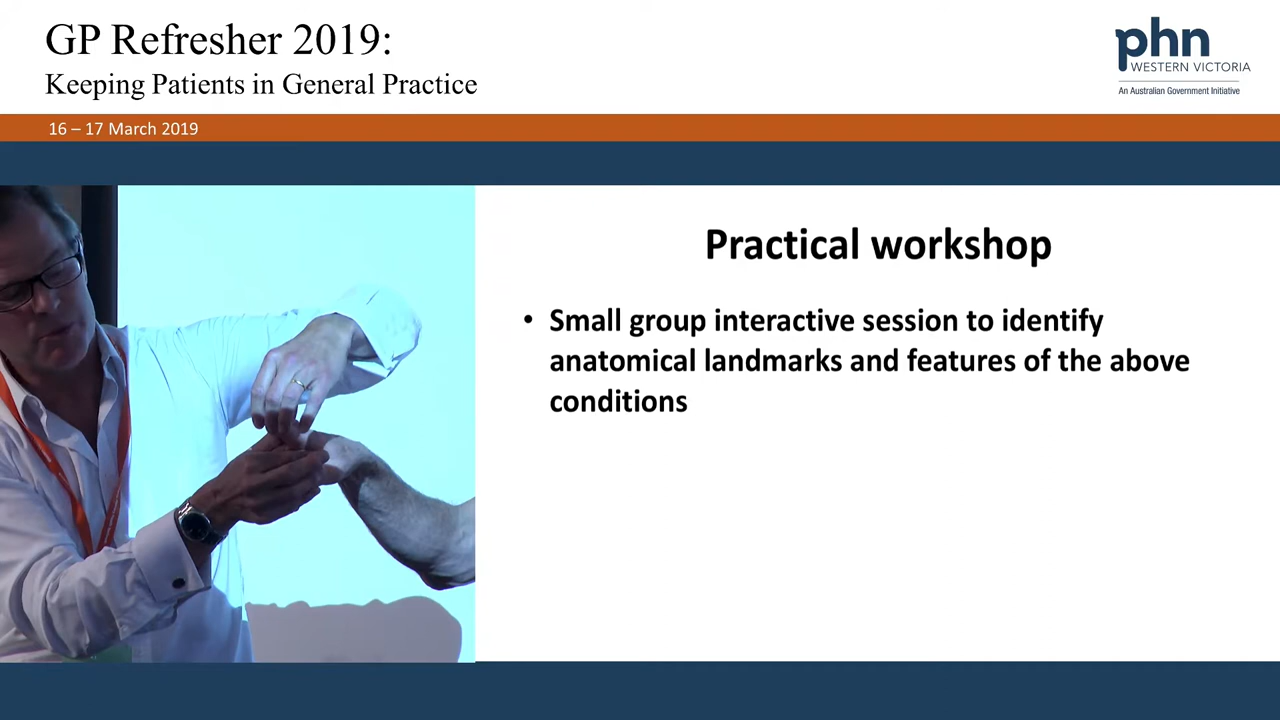 GP Refresher 2019:
Keeping Patients in General Practice
phn
WESTERN VICTORIA
An Australian Government Initiative
16 – 17 March 2019
Practical workshop
• Small group interactive session to identify
anatomical landmarks and features of the above
conditions